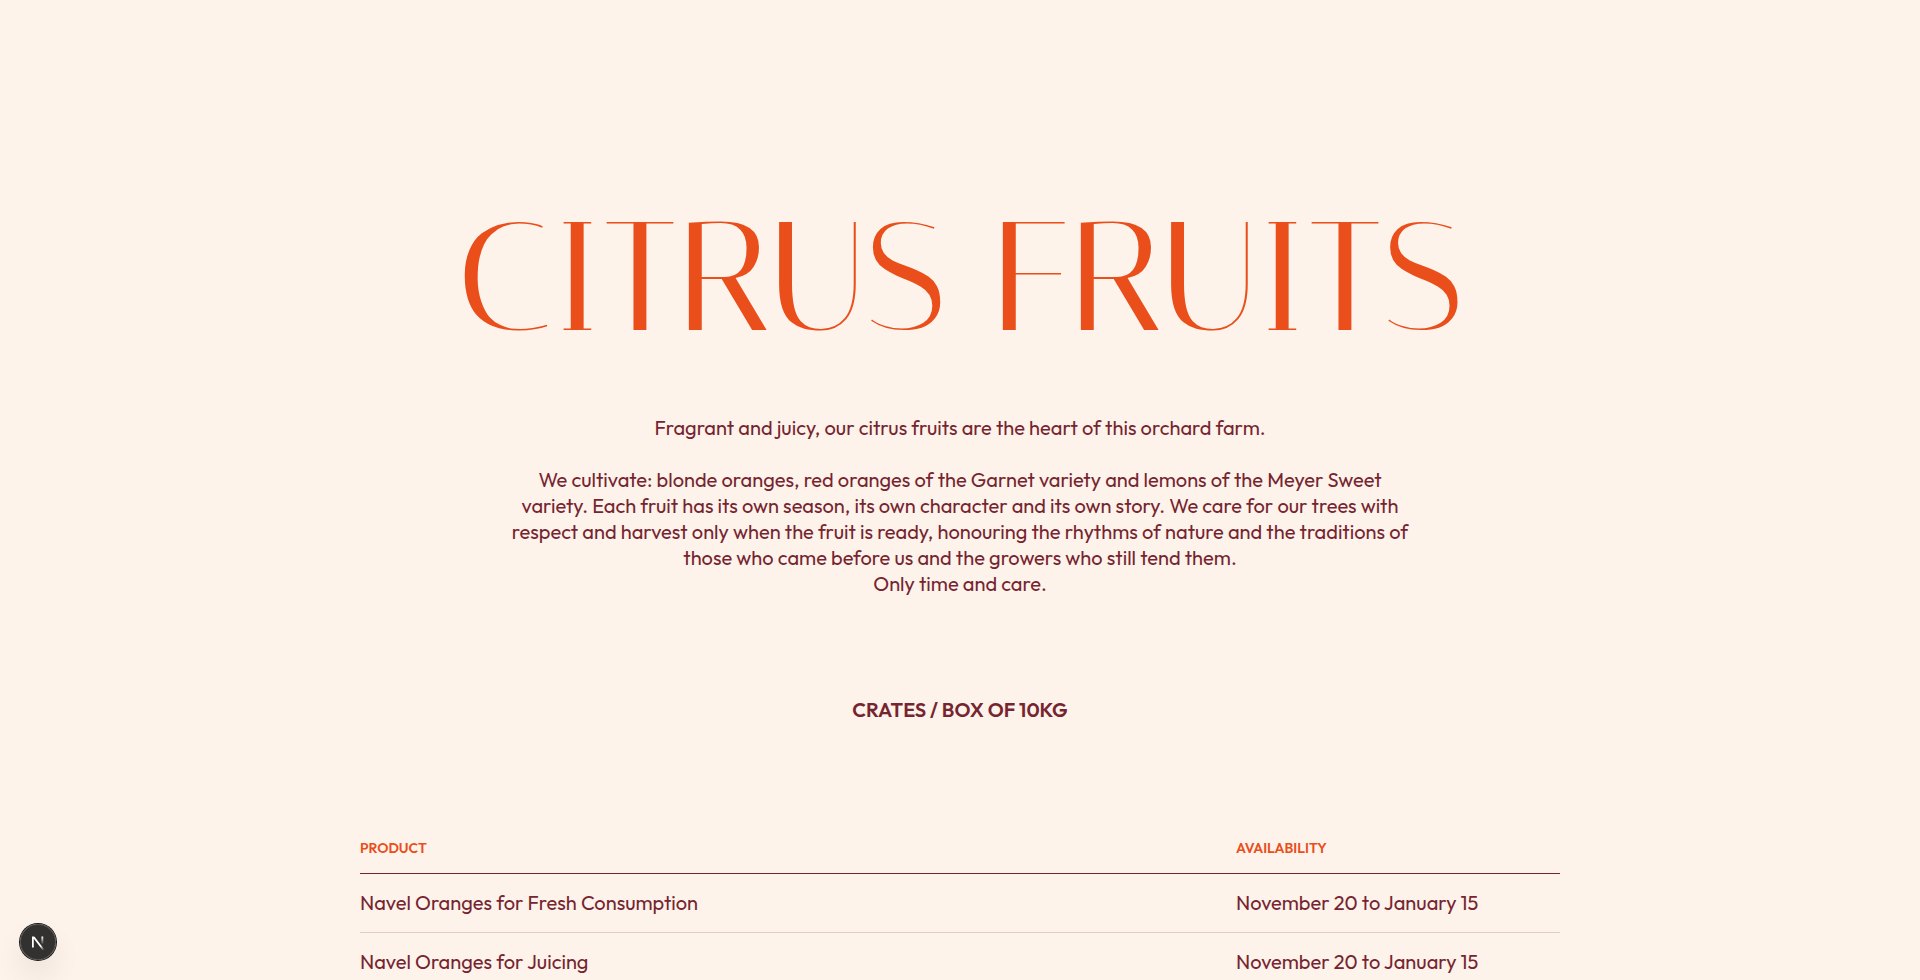 CITRUS FRUITS
Fragrant and juicy, our citrus fruits are the heart of this orchard farm.
We cultivate: blonde oranges, red oranges of the Garnet variety and lemons of the Meyer Sweet
variety. Each fruit has its own season, its own character and its own story. We care for our trees with
respect and harvest only when the fruit is ready, honouring the rhythms of nature and the traditions of
those who came before us and the growers who still tend them.
Only time and care.
CRATES / BOX OF 10KG
PRODUCT AVAILABILITY
Navel Oranges for Fresh Consumption November 20 to January 15
Navel Oranges for Juicing November 20 to January 15
N